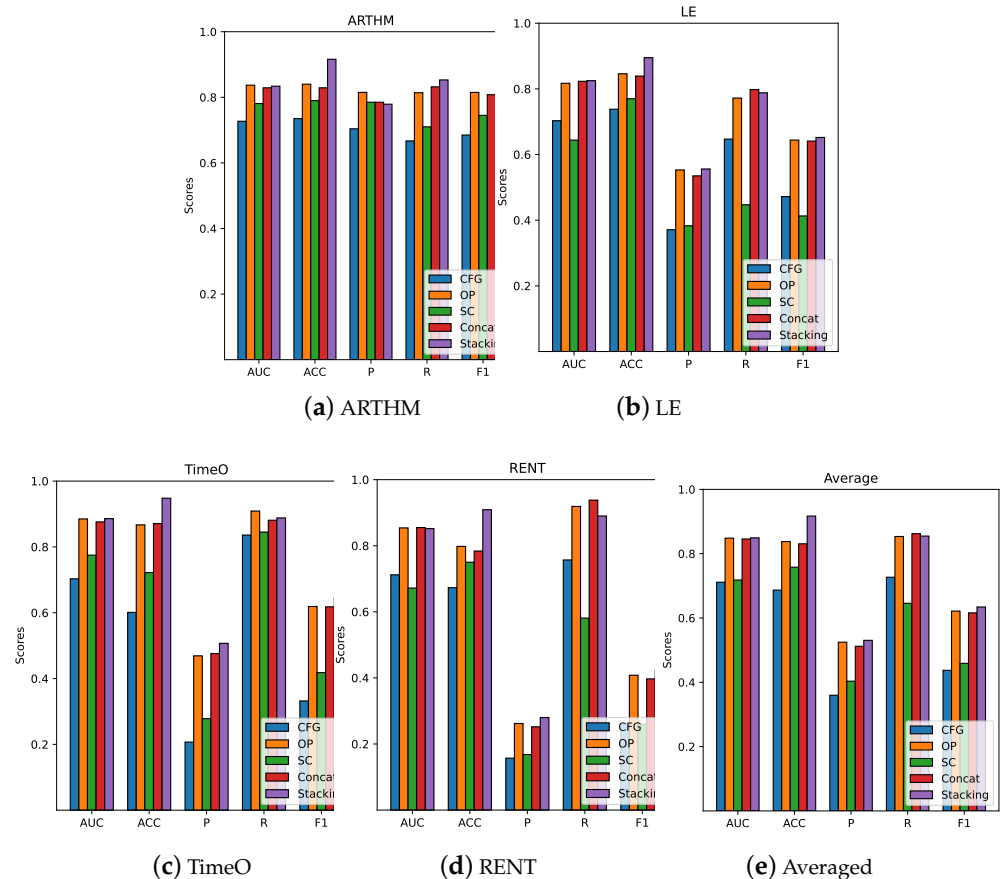 ARTHM
1.0
0.8
0.6
0.4
0.2
Scores
AUC ACC P R F1
CFG
OP
SC
Concat
Stackin
(a) ARTHM
LE
1.0
0.8
0.6
0.4
0.2
Scores
AUC ACC P R F1
CFG
OP
SC
Concat
Stacking
(b) LE
TimeO
1.0
0.8
0.6
0.4
0.2
Scores
AUC ACC P R F1
CFG
OP
SC
Concat
Stackin
(c) TimeO
RENT
1.0
0.8
0.6
0.4
0.2
Scores
AUC ACC P R F1
CFG
OP
SC
Concat
Stackin
(d) RENT
Average
1.0
0.8
0.6
0.4
0.2
Scores
AUC ACC P R F1
CFG
OP
SC
Concat
Stacking
(e) Averaged